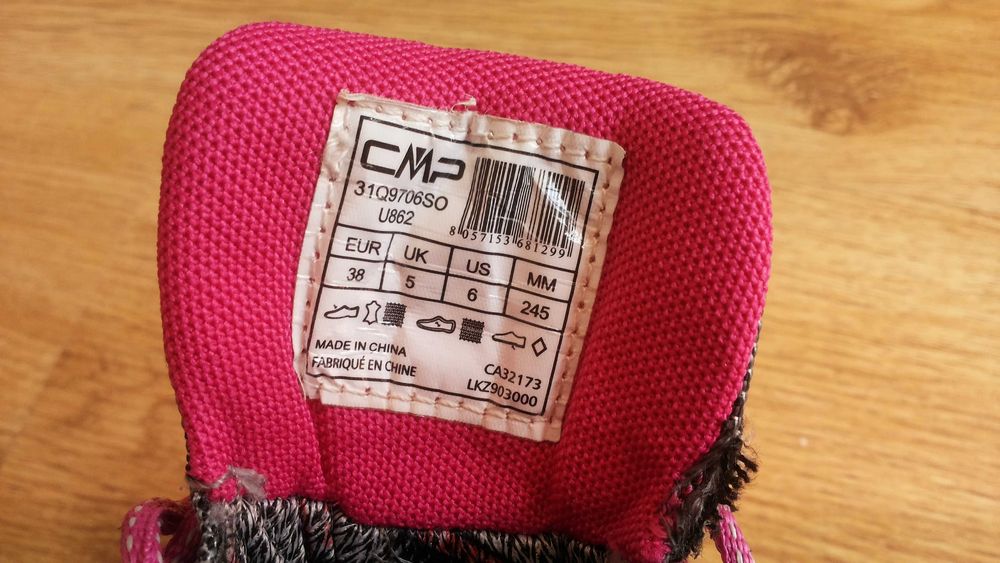 CMP
31Q9706SO
U862
8 057153 681299
EUR UK US MM
38 5 6 245
MADE IN CHINA
FABRIQUÉ EN CHINE
CA32173
LKZ903000